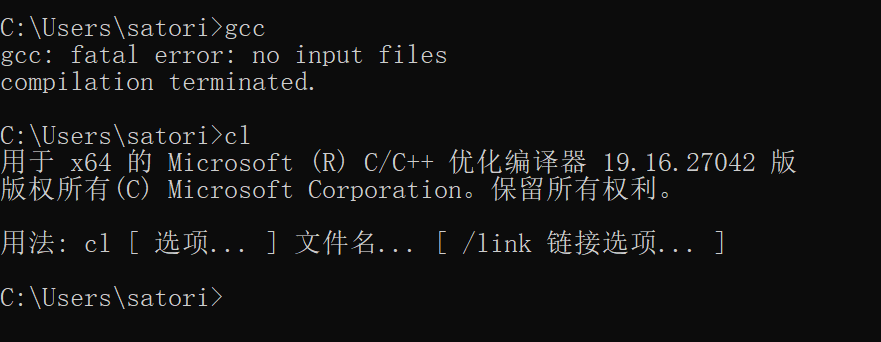 C:\Users\satori>gcc
gcc: fatal error: no input files
compilation terminated.
C:\Users\satori>cl
用于 x64 的 Microsoft (R) C/C++ 优化编译器 19.16.27042 版
版权所有(C) Microsoft Corporation。保留所有权利。
用法: cl [ 选项... ] 文件名... [ /link 链接选项... ]
C:\Users\satori>